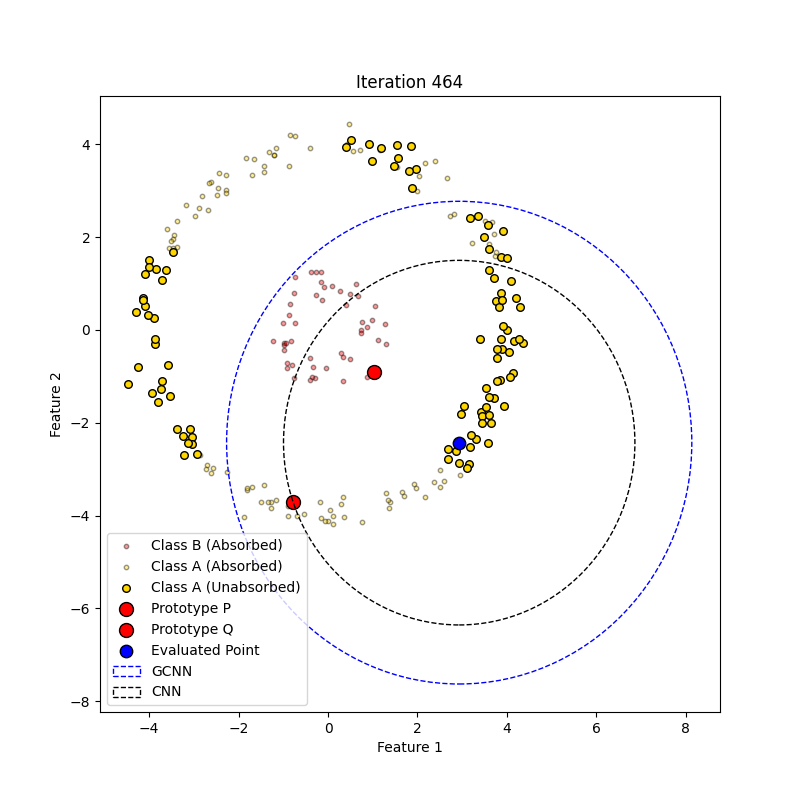 Iteration 464
4
2
0
−2
−4
−6
−8
Feature 2
Class B (Absorbed)
Class A (Absorbed)
Class A (Unabsorbed)
Prototype P
Prototype Q
Evaluated Point
GCNN
CNN
−4
−2
0
2
4
6
8
Feature 1